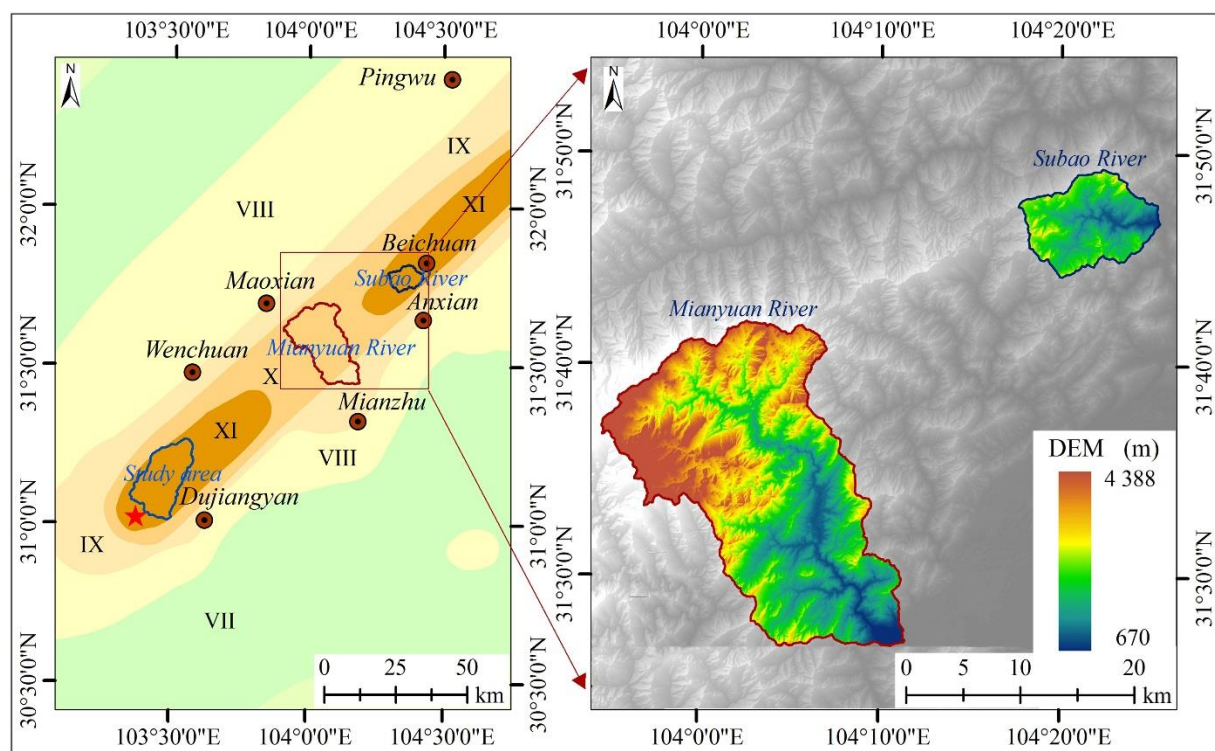 103°30'0"E 104°0'0"E 104°30'0"E
N
Pingwu
IX
VIII
XI
Beichuan
Subao River
Maoxian
Anxian
Wenchuan
Mianyuan River
X
Mianzhu
XI
VIII
Study area
Dujiangyan
IX
VII
0 25 50
km
32°0'0"N
31°30'0"N
31°0'0"N
30°30'0"N
32°0'0"N
31°30'0"N
31°0'0"N
30°30'0"N
103°30'0"E 104°0'0"E 104°30'0"E
104°0'0"E 104°10'0"E 104°20'0"E
N
Subao River
Mianyuan River
DEM (m)
4 388
670
0 5 10 20
km
31°50'0"N
31°40'0"N
31°30'0"N
31°50'0"N
31°40'0"N
31°30'0"N
104°0'0"E 104°10'0"E 104°20'0"E